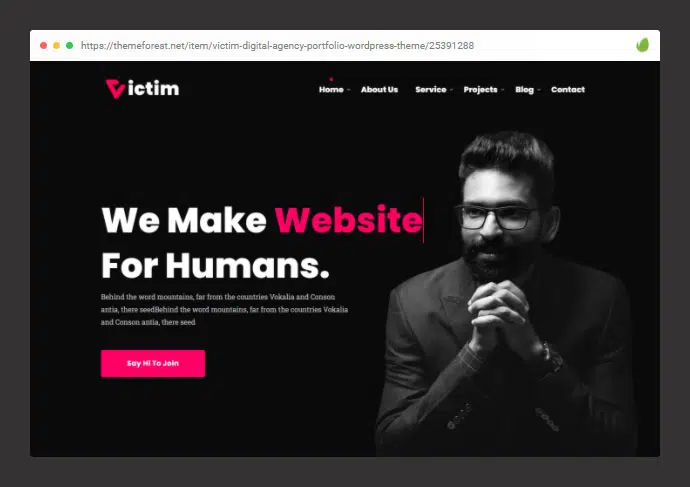 https://themeforest.net/item/victim-digital-agency-portfolio-wordpress-theme/25391288
Victim
Home About Us Service Projects Blog Contact
We Make Website
For Humans.
Behind the word mountains, far from the countries Vokalia and Conson
antia, there seedBehind the word mountains, far from the countries Vokalia
and Conson antia, there seed
Say Hi To Join